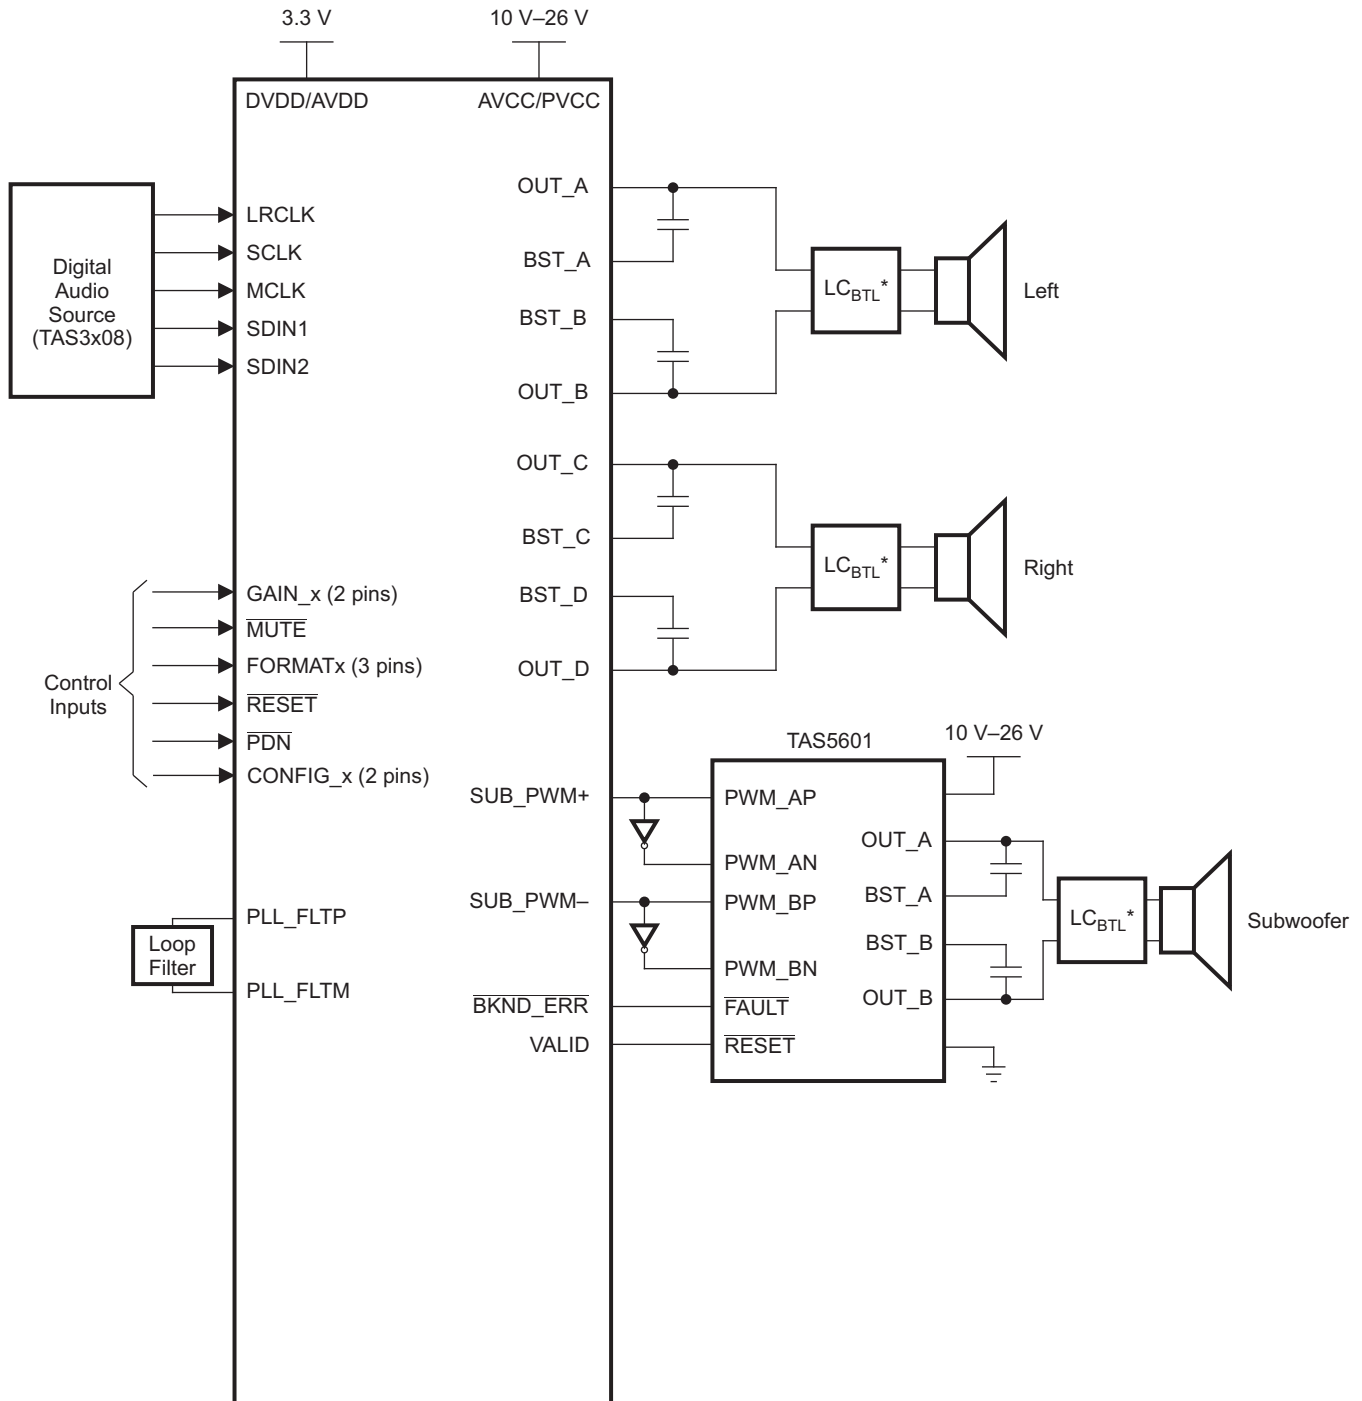 3.3 V
10 V–26 V
DVDD/AVDD
AVCC/PVCC
Digital
Audio
Source
(TAS3x08)
LRCLK
SCLK
MCLK
SDIN1
SDIN2
OUT_A
BST_A
BST_B
OUT_B
LCBTL*
Left
OUT_C
BST_C
BST_D
OUT_D
LCBTL*
Right
Control
Inputs
GAIN_x (2 pins)
MUTE
FORMATx (3 pins)
RESET
PDN
CONFIG_x (2 pins)
Loop
Filter
PLL_FLTP
PLL_FLTM
SUB_PWM+
SUB_PWM–
BKND_ERR
VALID
TAS5601
10 V–26 V
PWM_AP
PWM_AN
PWM_BP
PWM_BN
FAULT
RESET
OUT_A
BST_A
BST_B
OUT_B
LCBTL*
Subwoofer